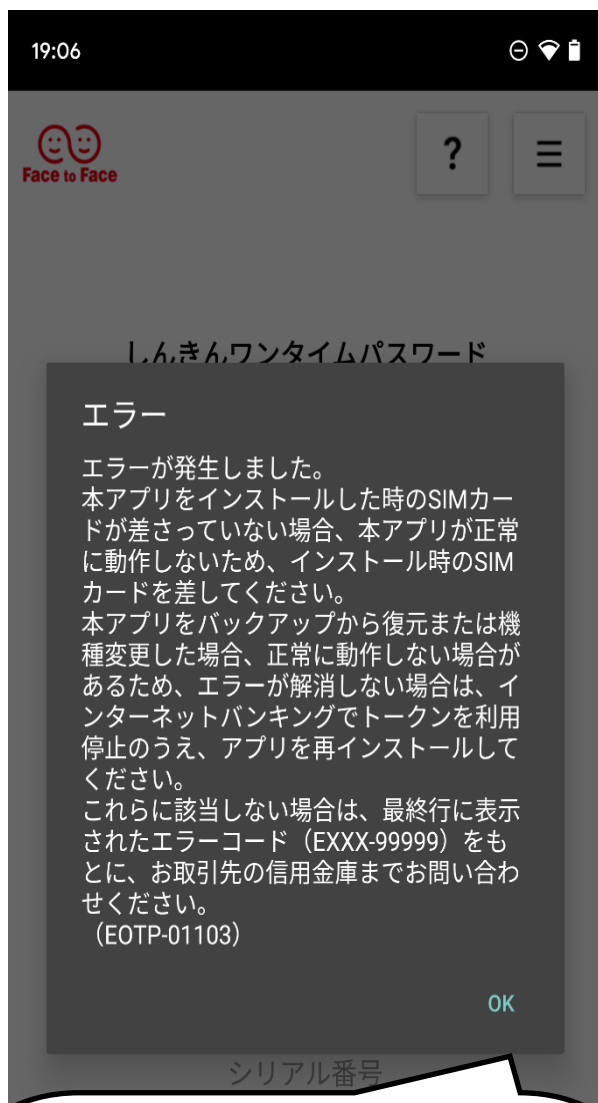 19:06
Face to Face
?
しんきんワンタイムパスワード
エラー
エラーが発生しました。
本アプリをインストールした時のSIMカー
ドが差さっていない場合、本アプリが正常
に動作しないため、インストール時のSIM
カードを差してください。
本アプリをバックアップから復元または機
種変更した場合、正常に動作しない場合が
あるため、エラーが解消しない場合は、イ
ンターネットバンキングでトークンを利用
停止のうえ、アプリを再インストールして
ください。
これらに該当しない場合は、最終行に表示
されたエラーコード（EXXX-99999）をも
とに、お取引先の信用金庫までお問い合わ
せください。
（EOTP-01103）
OK
シリアル番号